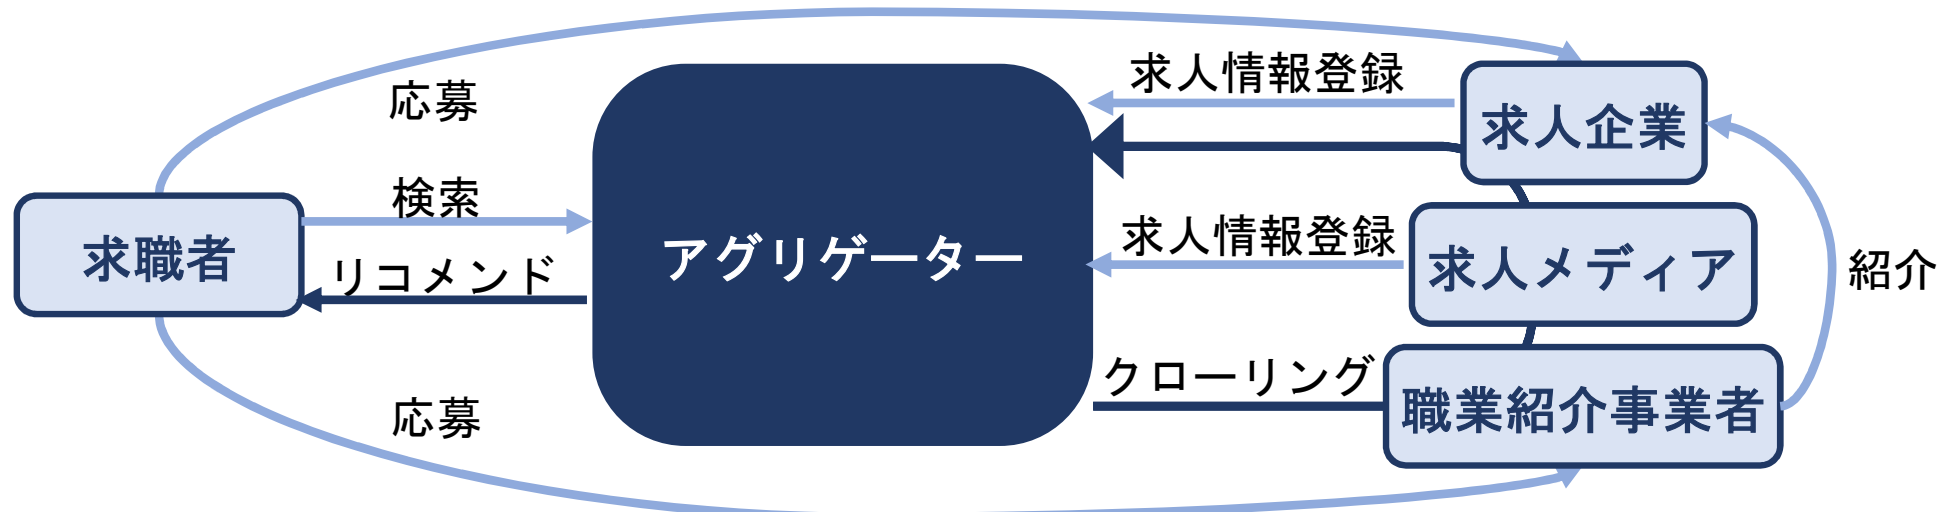 求人情報登録
応募
求人企業
検索
求人情報登録
求職者
リコメンド
アグリゲーター
求人メディア
紹介
クローリング
応募
職業紹介事業者